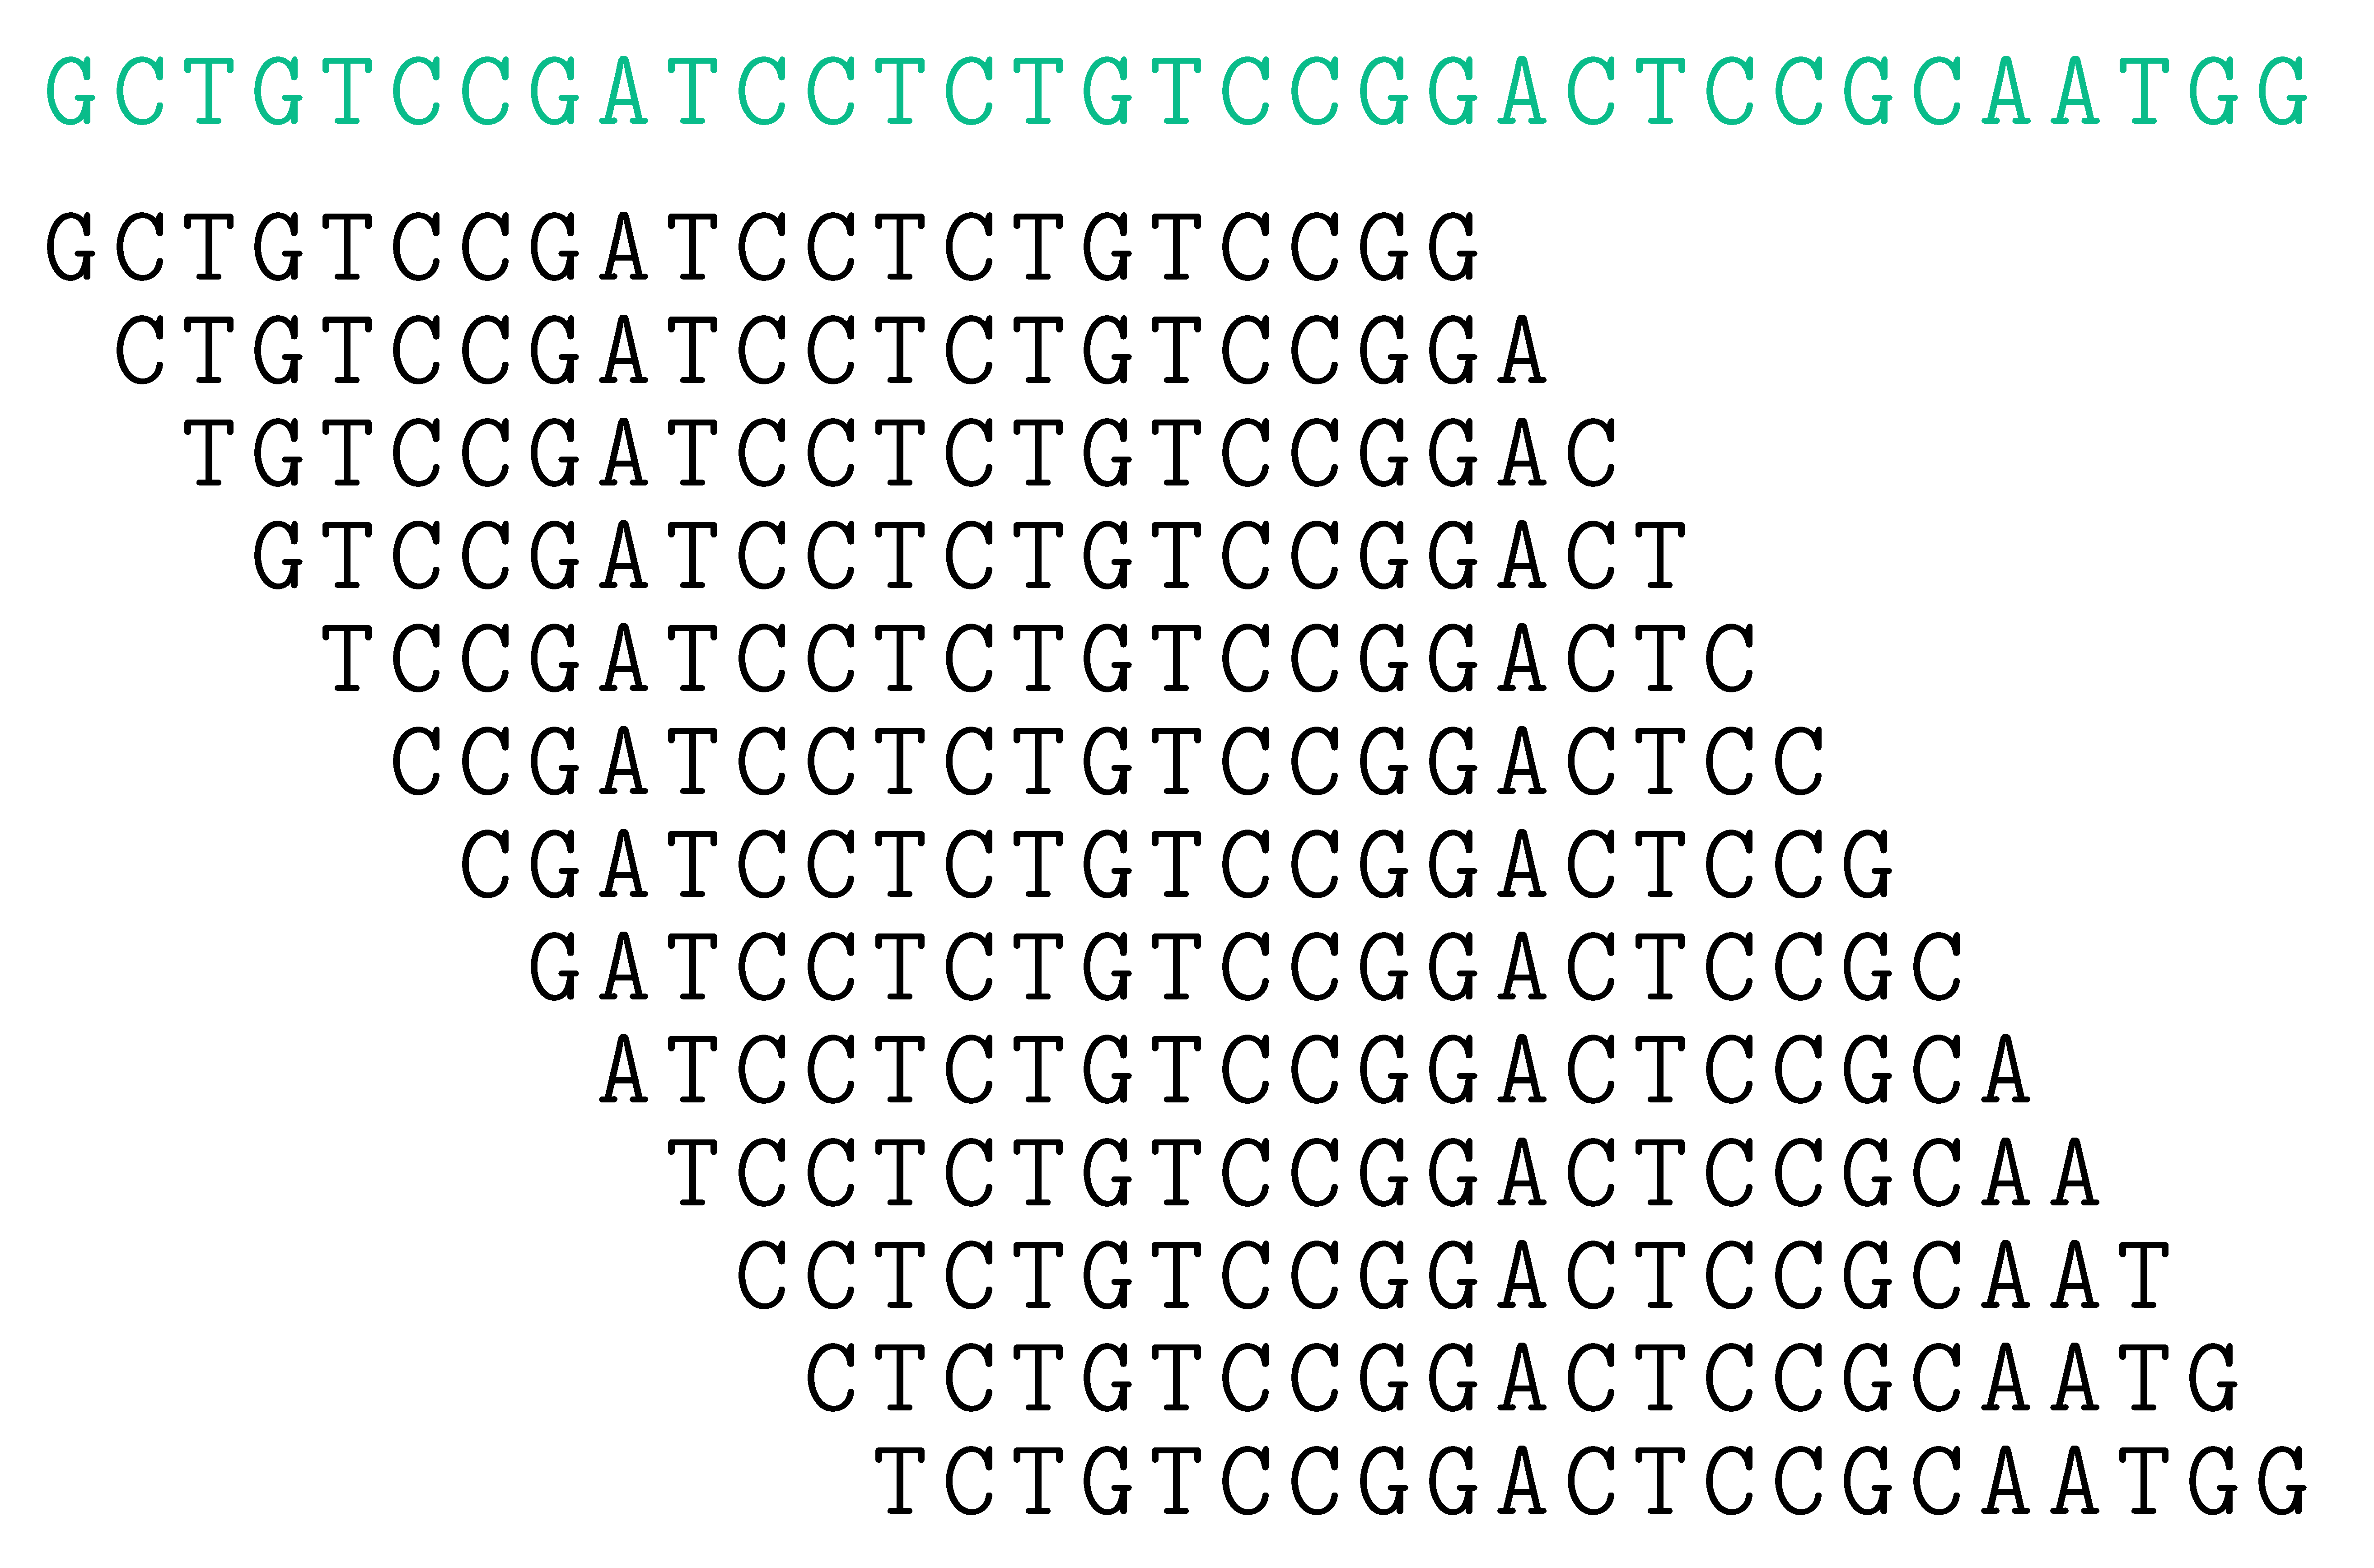 GCTGTCCGATCCTCTGTCCGGACTCCGCAATGG
GCTGTCCGATCCTCTGTCCGG
CTGTCCGATCCTCTGTCCGGA
TGTCCGATCCTCTGTCCGGAC
GTCCGATCCTCTGTCCGGACT
TCCGATCCTCTGTCCGGACTC
CCGATCCTCTGTCCGGACTCC
CGATCCTCTGTCCGGACTCCG
GATCCTCTGTCCGGACTCCGC
ATCCTCTGTCCGGACTCCGCA
TCCTCTGTCCGGACTCCGCAA
CCTCTGTCCGGACTCCGCAAT
CTCTGTCCGGACTCCGCAATG
TCTGTCCGGACTCCGCAATGG